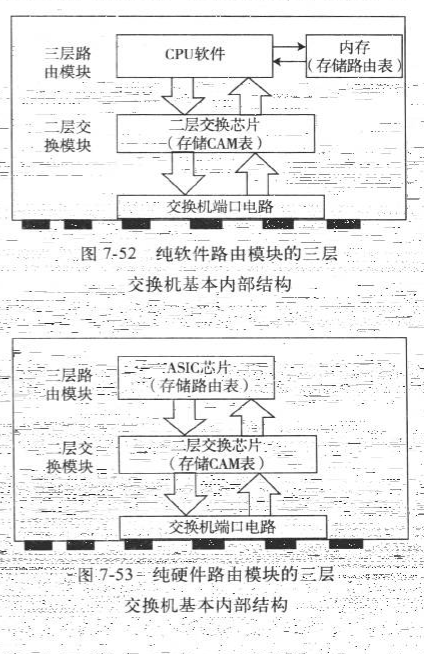 三层路
由模块
CPU软件
内存
（存储路由表）
二层交
换模块
二层交换芯片
（存储CAM表）
交换机端口电路
图 7-52 纯软件路由模块的三层
交换机基本内部结构
三层路
由模块
ASIC芯片
（存储路由表）
二层交
换模块
二层交换芯片
（存储CAM表）
交换机端口电路
图 7-53 纯硬件路由模块的三层
交换机基本内部结构